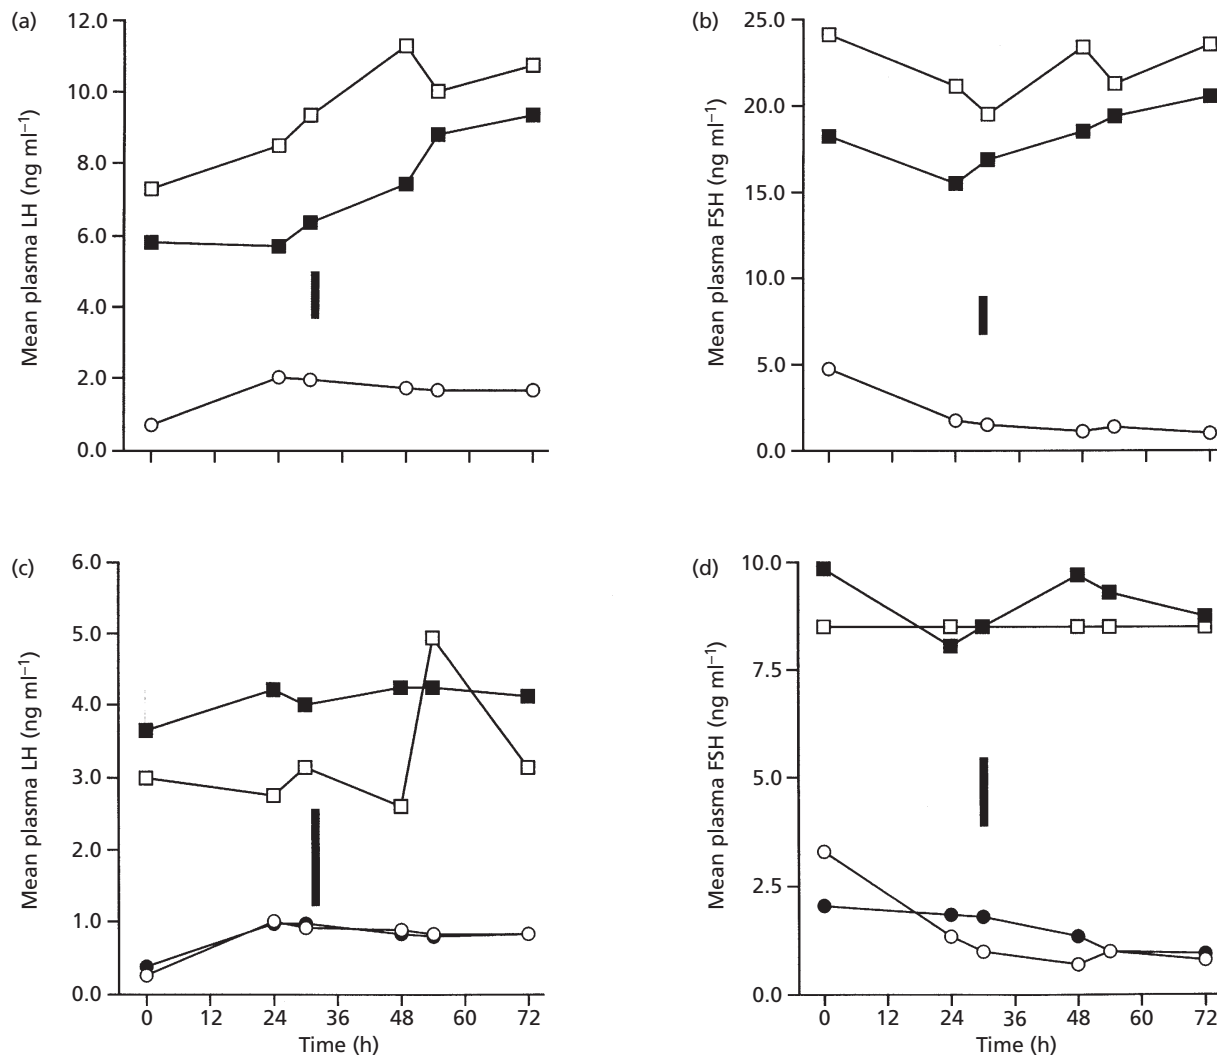 (a)
12.0
10.0
8.0
6.0
4.0
2.0
0.0
Mean plasma LH (ng ml⁻¹)
(b)
25.0
20.0
15.0
10.0
5.0
0.0
Mean plasma FSH (ng ml⁻¹)
(c)
6.0
5.0
4.0
3.0
2.0
1.0
0.0
Mean plasma LH (ng ml⁻¹)
0 12 24 36 48 60 72
Time (h)
(d)
10.0
7.5
5.0
2.5
0.0
Mean plasma FSH (ng ml⁻¹)
0 12 24 36 48 60 72
Time (h)